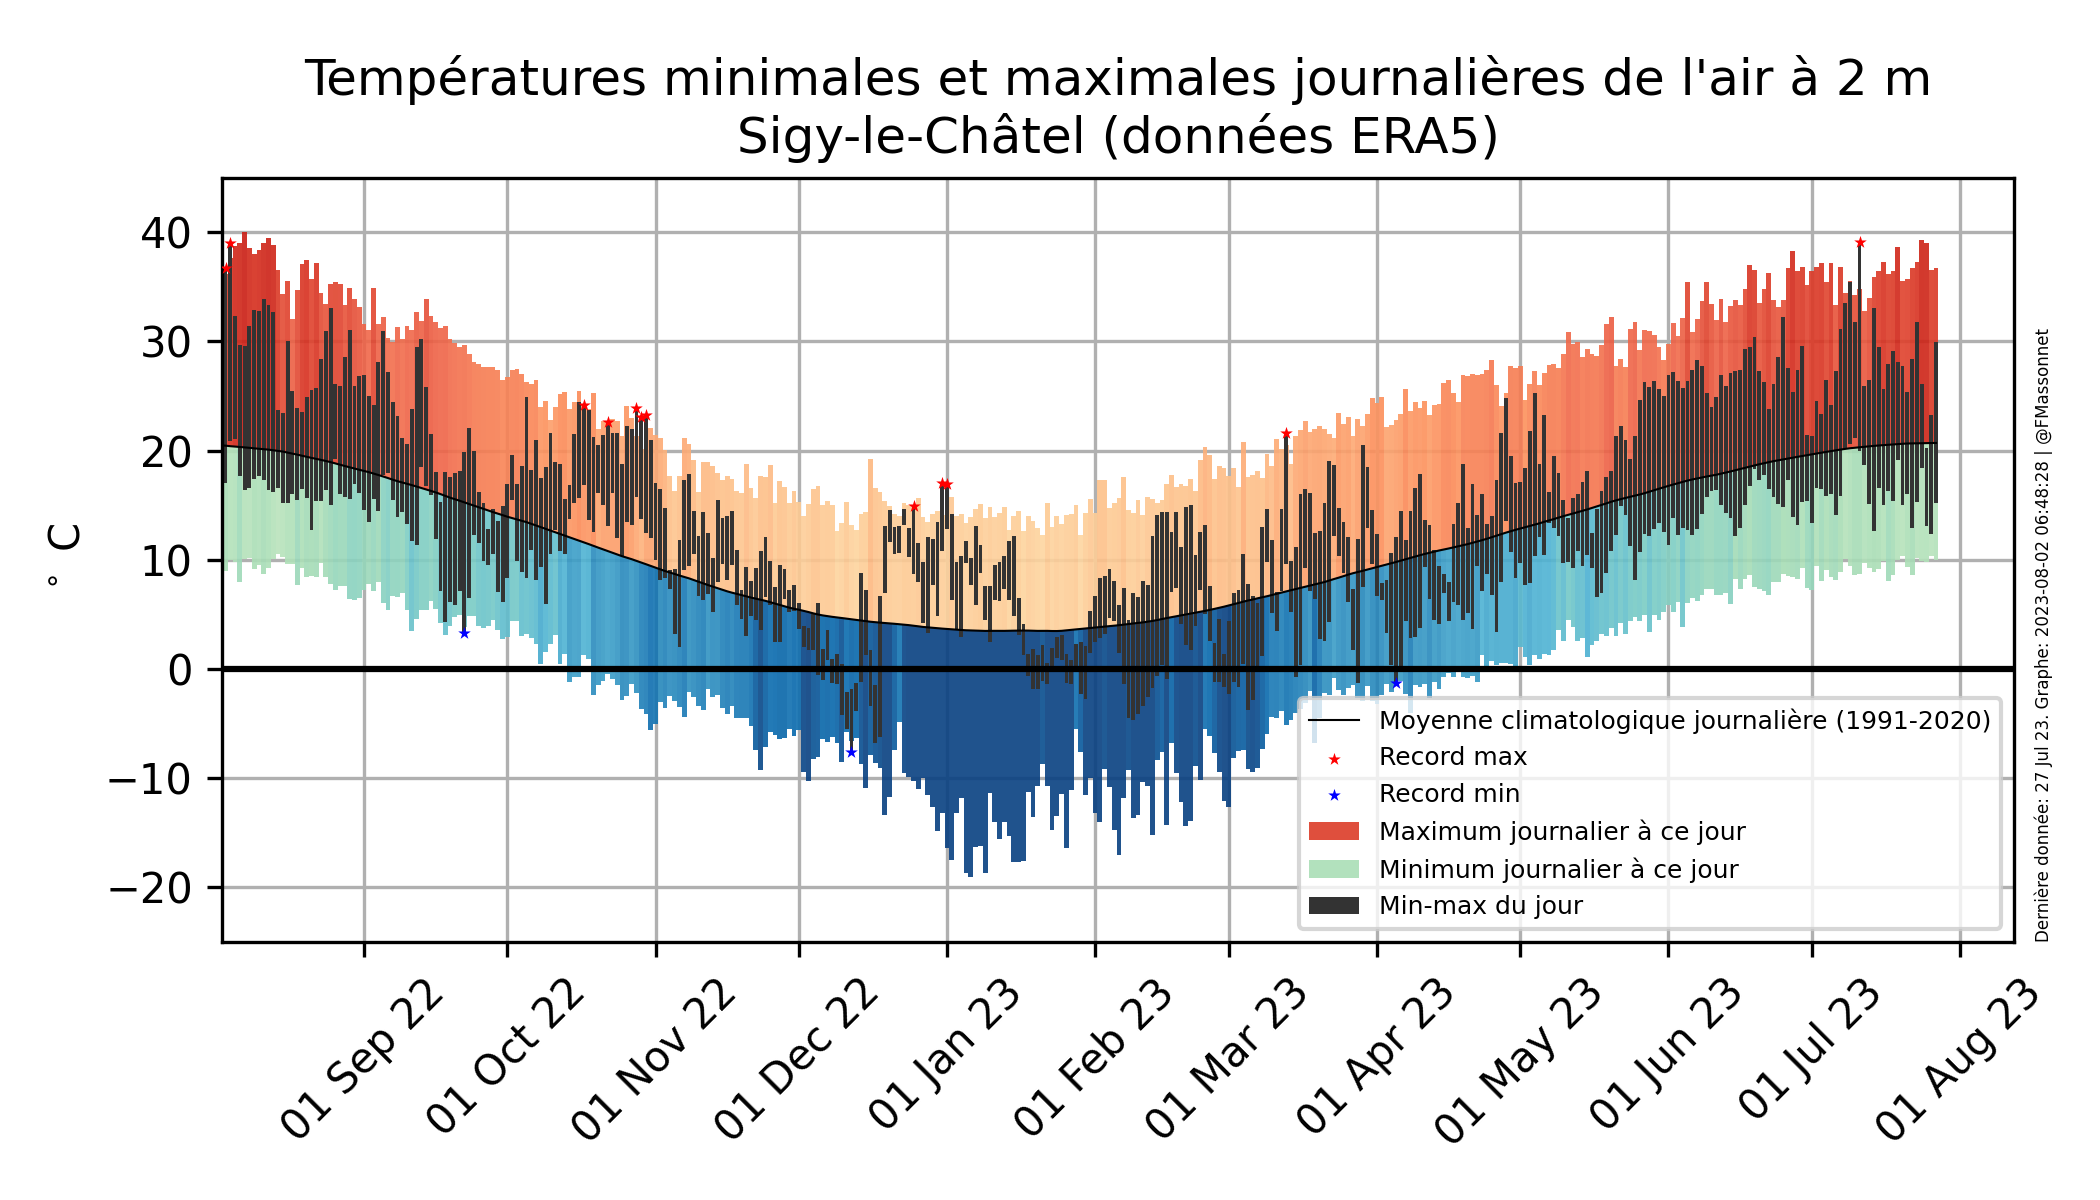 Températures minimales et maximales journalières de l'air à 2 m
Sigy-le-Châtel (données ERA5)
° C
40
30
20
10
0
−10
−20
01 Sep 22
01 Oct 22
01 Nov 22
01 Dec 22
01 Jan 23
01 Feb 23
01 Mar 23
01 Apr 23
01 May 23
01 Jun 23
01 Jul 23
01 Aug 23
Moyenne climatologique journalière (1991-2020)
Record max
Record min
Maximum journalier à ce jour
Minimum journalier à ce jour
Min-max du jour
Dernière donnée: 27 Jul 23. Graphe: 2023-08-02 06:48:28 | @FMassonnet